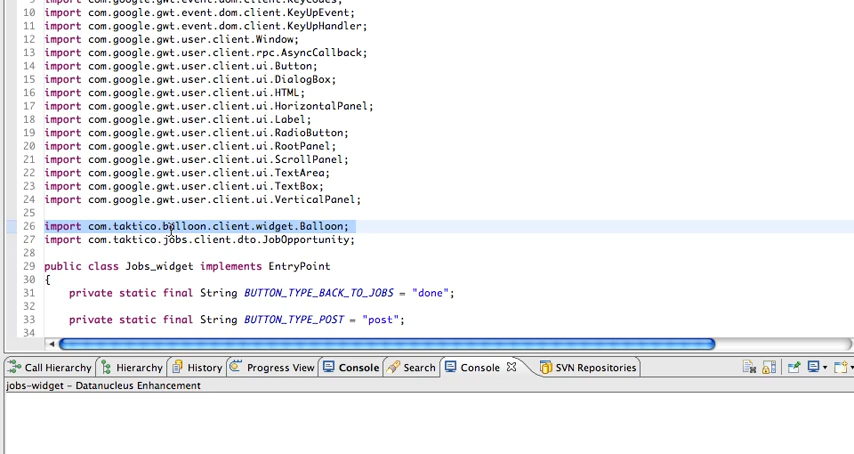 9 import com.google.gwt.event.dom.client.KeyCodes;
10 import com.google.gwt.event.dom.client.KeyUpEvent;
11 import com.google.gwt.event.dom.client.KeyUpHandler;
12 import com.google.gwt.user.client.Window;
13 import com.google.gwt.user.client.rpc.AsyncCallback;
14 import com.google.gwt.user.client.ui.Button;
15 import com.google.gwt.user.client.ui.DialogBox;
16 import com.google.gwt.user.client.ui.HTML;
17 import com.google.gwt.user.client.ui.HorizontalPanel;
18 import com.google.gwt.user.client.ui.Label;
19 import com.google.gwt.user.client.ui.RadioButton;
20 import com.google.gwt.user.client.ui.RootPanel;
21 import com.google.gwt.user.client.ui.ScrollPanel;
22 import com.google.gwt.user.client.ui.TextArea;
23 import com.google.gwt.user.client.ui.TextBox;
24 import com.google.gwt.user.client.ui.VerticalPanel;
25
26 import com.taktico.balloon.client.widget.Balloon;
27 import com.taktico.jobs.client.dto.JobOpportunity;
28
29 public class Jobs_widget implements EntryPoint
30 {
31 private static final String BUTTON_TYPE_BACK_TO_JOBS = "done";
32
33 private static final String BUTTON_TYPE_POST = "post";
34
Call Hierarchy Hierarchy History Progress View Console Search Console SVN Repositories
jobs-widget - Datanucleus Enhancement